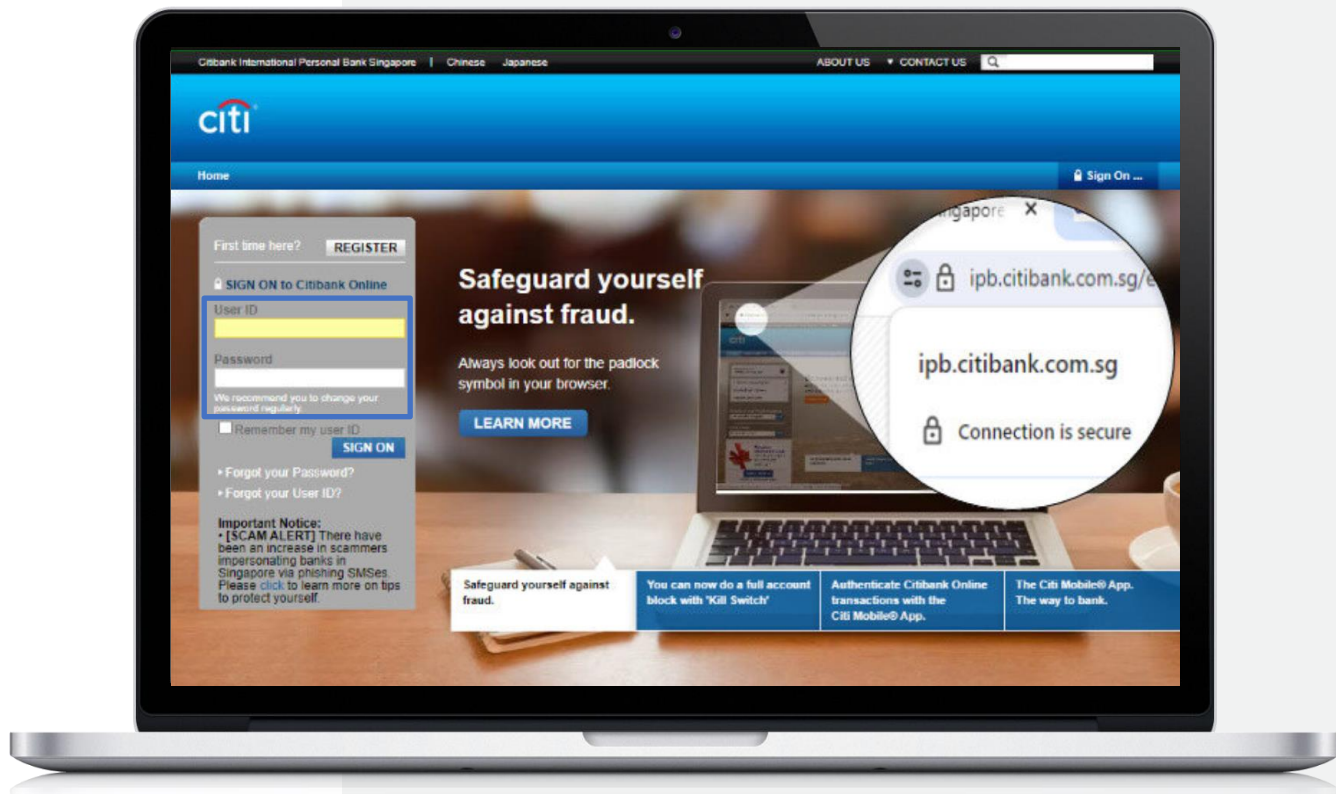 Citibank International Personal Bank Singapore | Chinese Japanese
ABOUT US ▼ CONTACT US
citi
Home
Sign On ...
First time here? REGISTER
SIGN ON to Citibank Online
User ID
Password
We recommend you to change your
password regularly.
Remember my user ID
SIGN ON
Forgot your Password?
Forgot your User ID?
Important Notice:
• [SCAM ALERT] There have
been an increase in scammers
impersonating banks in
Singapore via phishing SMSes.
Please click to learn more on tips
to protect yourself.
Safeguard yourself
against fraud.
Always look out for the padlock
symbol in your browser.
LEARN MORE
ngapore X
ipb.citibank.com.sg/e
ipb.citibank.com.sg
Connection is secure
Safeguard yourself against
fraud.
You can now do a full account
block with 'Kill Switch'
Authenticate Citibank Online
transactions with the
Citi Mobile® App.
The Citi Mobile® App.
The way to bank.